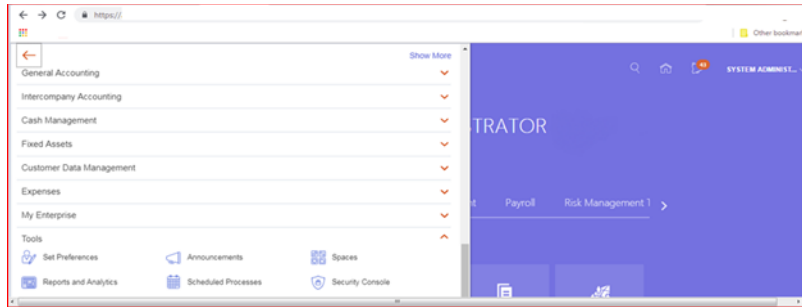 https://
Other bookmar
Show More
General Accounting
Intercompany Accounting
Cash Management
Fixed Assets
Customer Data Management
Expenses
My Enterprise
Tools
Set Preferences Announcements Spaces
Reports and Analytics Scheduled Processes Security Console
SYSTEM ADMINIST...
STRATOR
nt Payroll Risk Management T